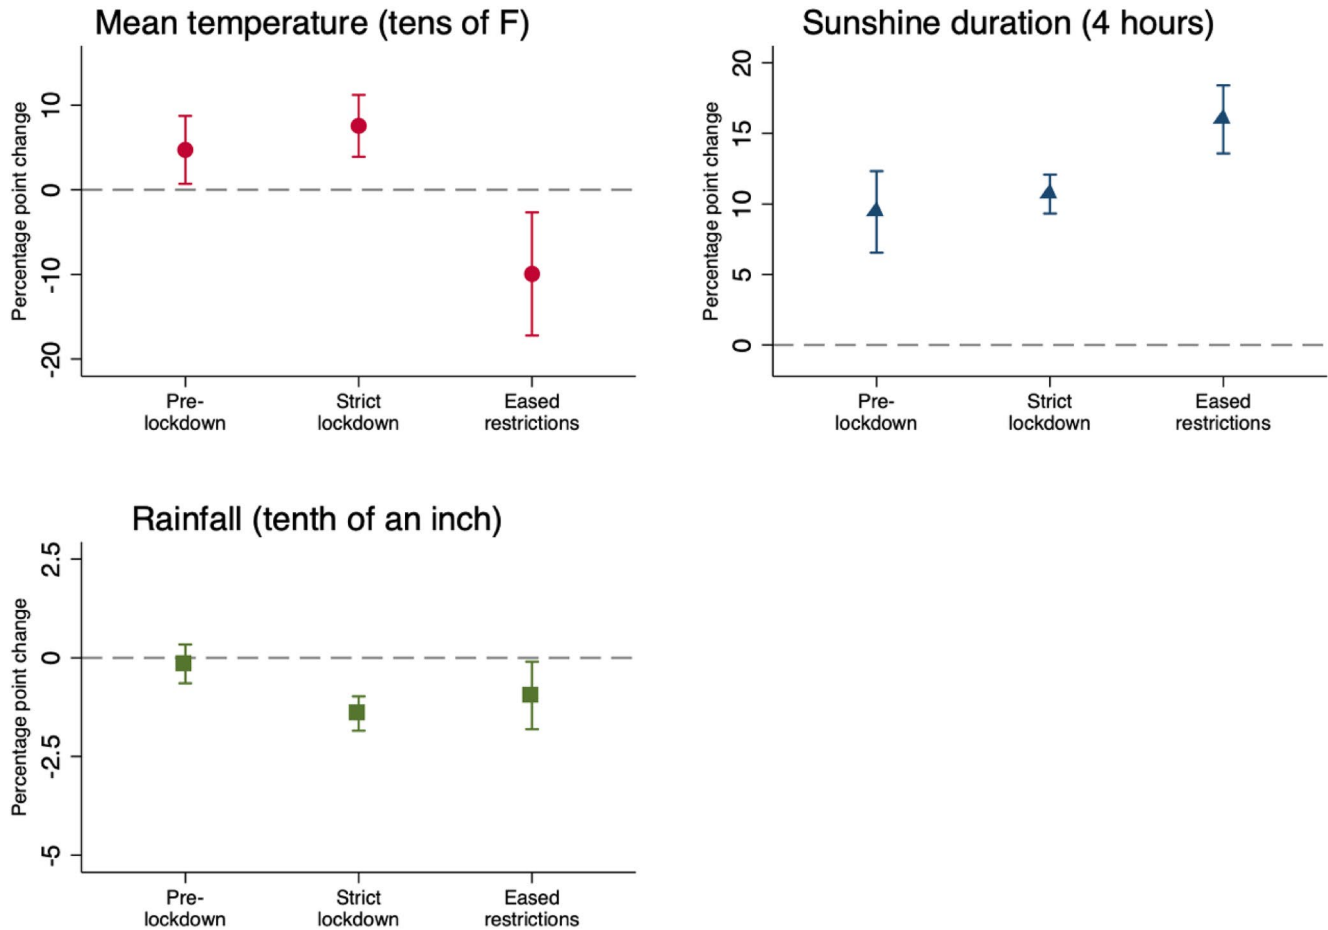 Mean temperature (tens of F)
Percentage point change
10
0
-10
-20
Pre-
lockdown
Strict
lockdown
Eased
restrictions
Sunshine duration (4 hours)
Percentage point change
20
15
10
5
0
Pre-
lockdown
Strict
lockdown
Eased
restrictions
Rainfall (tenth of an inch)
Percentage point change
2.5
0
-2.5
-5
Pre-
lockdown
Strict
lockdown
Eased
restrictions